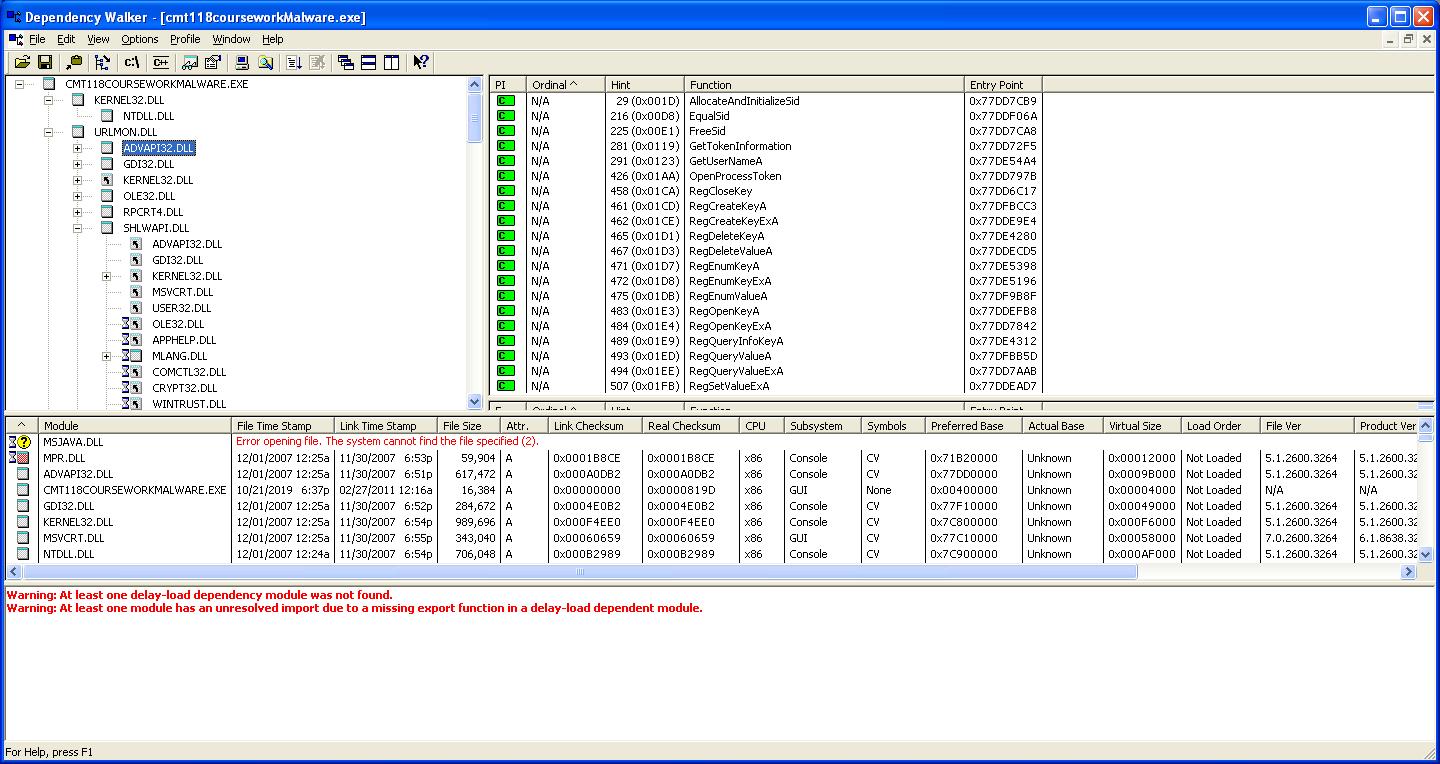 Dependency Walker - [cmt118courseworkMalware.exe]
File Edit View Options Profile Window Help
C:\ C++
CMT118COURSEWORKMALWARE.EXE
KERNEL32.DLL
NTDLL.DLL
URLMON.DLL
ADVAPI32.DLL
GDI32.DLL
KERNEL32.DLL
OLE32.DLL
RPCRT4.DLL
SHLWAPI.DLL
ADVAPI32.DLL
GDI32.DLL
KERNEL32.DLL
MSVCRT.DLL
USER32.DLL
OLE32.DLL
APPHELP.DLL
MLANG.DLL
COMCTL32.DLL
CRYPT32.DLL
WINTRUST.DLL
PI Ordinal ^ Hint Function Entry Point
C N/A 29 (0x001D) AllocateAndInitializeSid 0x77DD7CB9
C N/A 216 (0x00D8) EqualSid 0x77DDF06A
C N/A 225 (0x00E1) FreeSid 0x77DD7CA8
C N/A 281 (0x0119) GetTokenInformation 0x77DD72F5
C N/A 291 (0x0123) GetUserNameA 0x77DE54A4
C N/A 426 (0x01AA) OpenProcessToken 0x77DD797B
C N/A 458 (0x01CA) RegCloseKey 0x77DD6C17
C N/A 461 (0x01CD) RegCreateKeyA 0x77DFBCC3
C N/A 462 (0x01CE) RegCreateKeyExA 0x77DDE9E4
C N/A 465 (0x01D1) RegDeleteKeyA 0x77DE4280
C N/A 467 (0x01D3) RegDeleteValueA 0x77DDECD5
C N/A 471 (0x01D7) RegEnumKeyA 0x77DE5398
C N/A 472 (0x01D8) RegEnumKeyExA 0x77DE5196
C N/A 475 (0x01DB) RegEnumValueA 0x77DF9B8F
C N/A 483 (0x01E3) RegOpenKeyA 0x77DDEFB8
C N/A 484 (0x01E4) RegOpenKeyExA 0x77DD7842
C N/A 489 (0x01E9) RegQueryInfoKeyA 0x77DE4312
C N/A 493 (0x01ED) RegQueryValueA 0x77DFBB5D
C N/A 494 (0x01EE) RegQueryValueExA 0x77DD7AAB
C N/A 507 (0x01FB) RegSetValueExA 0x77DDEAD7
E Ordinal ^ Hint Function Entry Point
^ Module File Time Stamp Link Time Stamp File Size Attr. Link Checksum Real Checksum CPU Subsystem Symbols Preferred Base Actual Base Virtual Size Load Order File Ver Product Ver
MSJAVA.DLL Error opening file. The system cannot find the file specified (2).
MPR.DLL 12/01/2007 12:25a 11/30/2007 6:53p 59,904 A 0x0001B8CE 0x0001B8CE x86 Console CV 0x71B20000 Unknown 0x00012000 Not Loaded 5.1.2600.3264 5.1.2600.32
ADVAPI32.DLL 12/01/2007 12:25a 11/30/2007 6:51p 617,472 A 0x000A0DB2 0x000A0DB2 x86 Console CV 0x77DD0000 Unknown 0x0009B000 Not Loaded 5.1.2600.3264 5.1.2600.32
CMT118COURSEWORKMALWARE.EXE 10/21/2019 6:37p 02/27/2011 12:16a 16,384 A 0x00000000 0x0000819D x86 GUI None 0x00400000 Unknown 0x00004000 Not Loaded N/A N/A
GDI32.DLL 12/01/2007 12:25a 11/30/2007 6:52p 284,672 A 0x0004E0B2 0x0004E0B2 x86 Console CV 0x77F10000 Unknown 0x00049000 Not Loaded 5.1.2600.3264 5.1.2600.32
KERNEL32.DLL 12/01/2007 12:25a 11/30/2007 6:54p 989,696 A 0x000F4EE0 0x000F4EE0 x86 Console CV 0x7C800000 Unknown 0x000F6000 Not Loaded 5.1.2600.3264 5.1.2600.32
MSVCRT.DLL 12/01/2007 12:25a 11/30/2007 6:55p 343,040 A 0x00060659 0x00060659 x86 GUI CV 0x77C10000 Unknown 0x00058000 Not Loaded 7.0.2600.3264 6.1.8638.32
NTDLL.DLL 12/01/2007 12:24a 11/30/2007 6:54p 706,048 A 0x000B2989 0x000B2989 x86 Console CV 0x7C900000 Unknown 0x000AF000 Not Loaded 5.1.2600.3264 5.1.2600.32
Warning: At least one delay-load dependency module was not found.
Warning: At least one module has an unresolved import due to a missing export function in a delay-load dependent module.
For Help, press F1